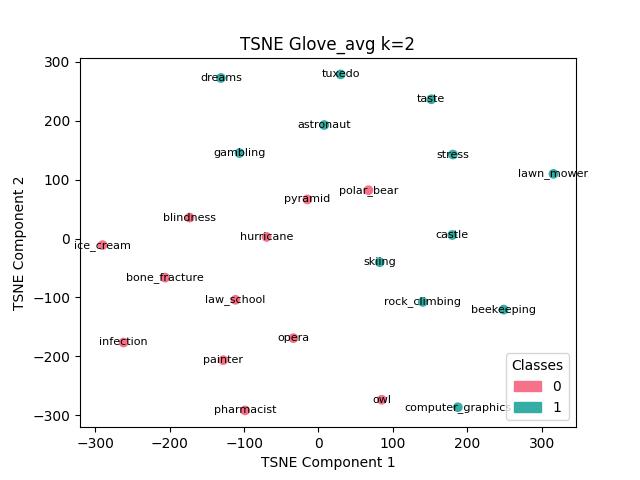 TSNE Glove_avg k=2
300
200
100
0
−100
−200
−300
TSNE Component 2
dreams
tuxedo
taste
astronaut
gambling
stress
lawn_mower
polar_bear
pyramid
blindness
hurricane
castle
ice_cream
skiing
bone_fracture
law_school
rock_climbing
beekeeping
opera
infection
painter
owl
pharmacist
computer_graphics
Classes
0
1
−300 −200 −100 0 100 200 300
TSNE Component 1